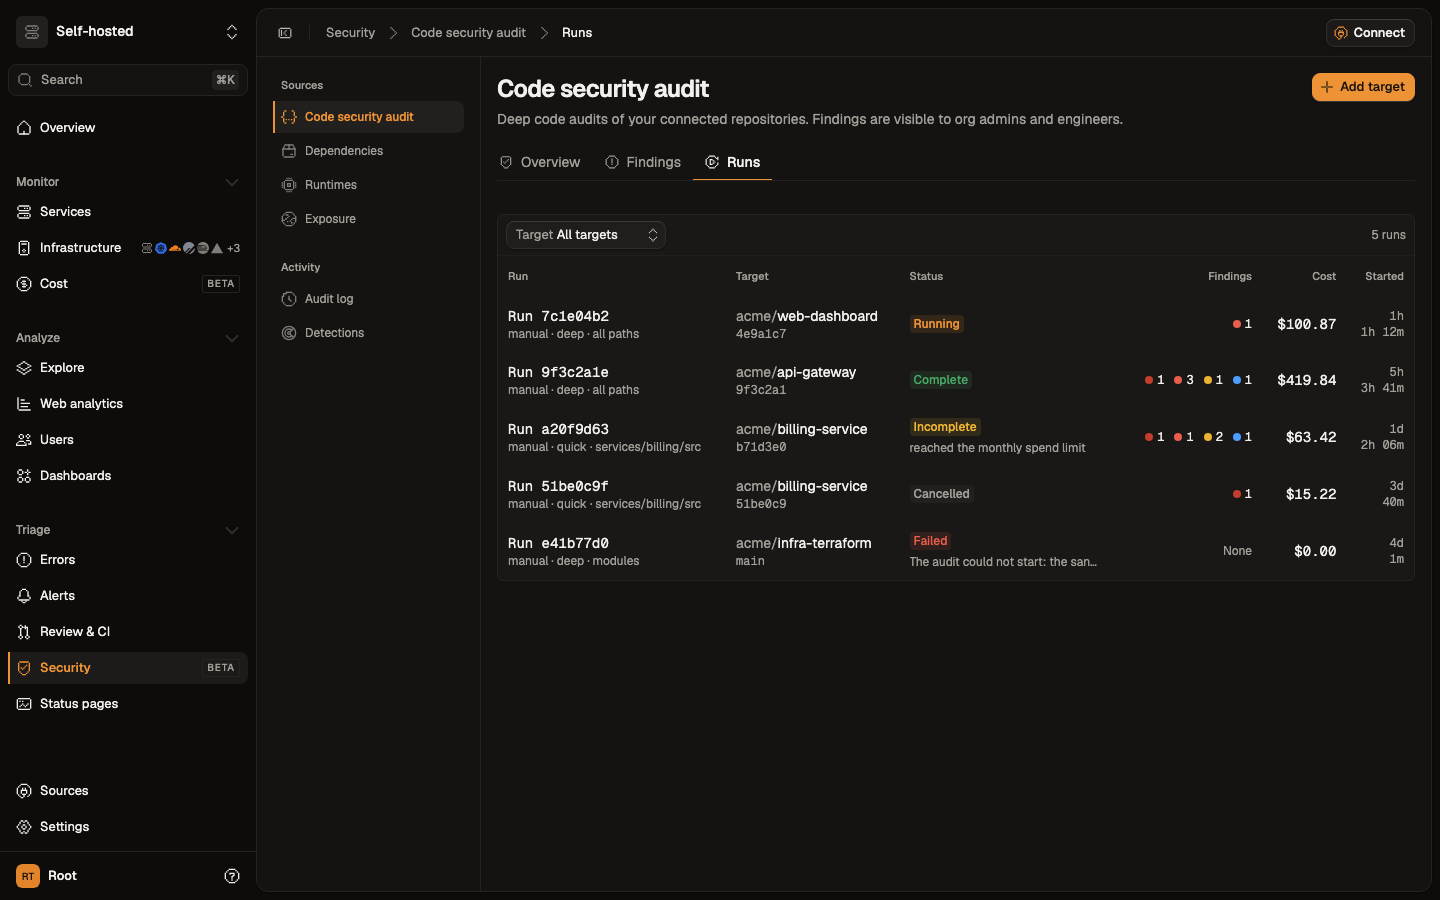 Self-hosted
Search ⌘K
Overview
Monitor
Services
Infrastructure +3
Cost BETA
Analyze
Explore
Web analytics
Users
Dashboards
Triage
Errors
Alerts
Review & CI
Security BETA
Status pages
Sources
Settings
RT Root
Security Code security audit Runs
Connect
Sources
Code security audit
Dependencies
Runtimes
Exposure
Activity
Audit log
Detections
Code security audit
Add target
Deep code audits of your connected repositories. Findings are visible to org admins and engineers.
Overview Findings Runs
Target All targets 5 runs
Run Target Status Findings Cost Started
Run 7c1e04b2 acme/web-dashboard Running 1 $100.87 1h
manual · deep · all paths 4e9a1c7 1h 12m
Run 9f3c2a1e acme/api-gateway Complete 1 3 1 1 $419.84 5h
manual · deep · all paths 9f3c2a1 3h 41m
Run a20f9d63 acme/billing-service Incomplete 1 1 2 1 $63.42 1d
manual · quick · services/billing/src b71d3e0 reached the monthly spend limit 2h 06m
Run 51be0c9f acme/billing-service Cancelled 1 $15.22 3d
manual · quick · services/billing/src 51be0c9 40m
Run e41b77d0 acme/infra-terraform Failed None $0.00 4d
manual · deep · modules main The audit could not start: the san… 1m